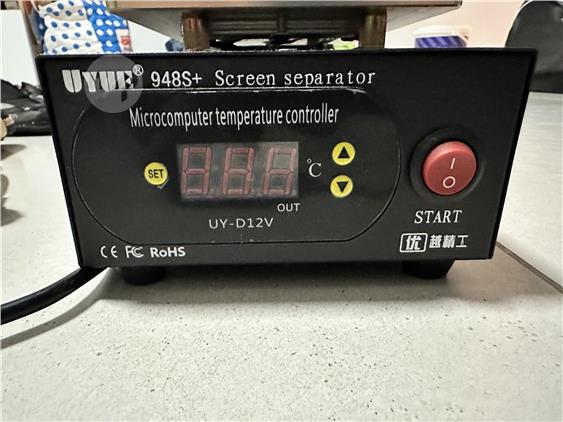 UYUE® 948S+ Screen separator
Microcomputer temperature controller
SET
°C
OUT
UY-D12V
START
CE FC RoHS
优越精工